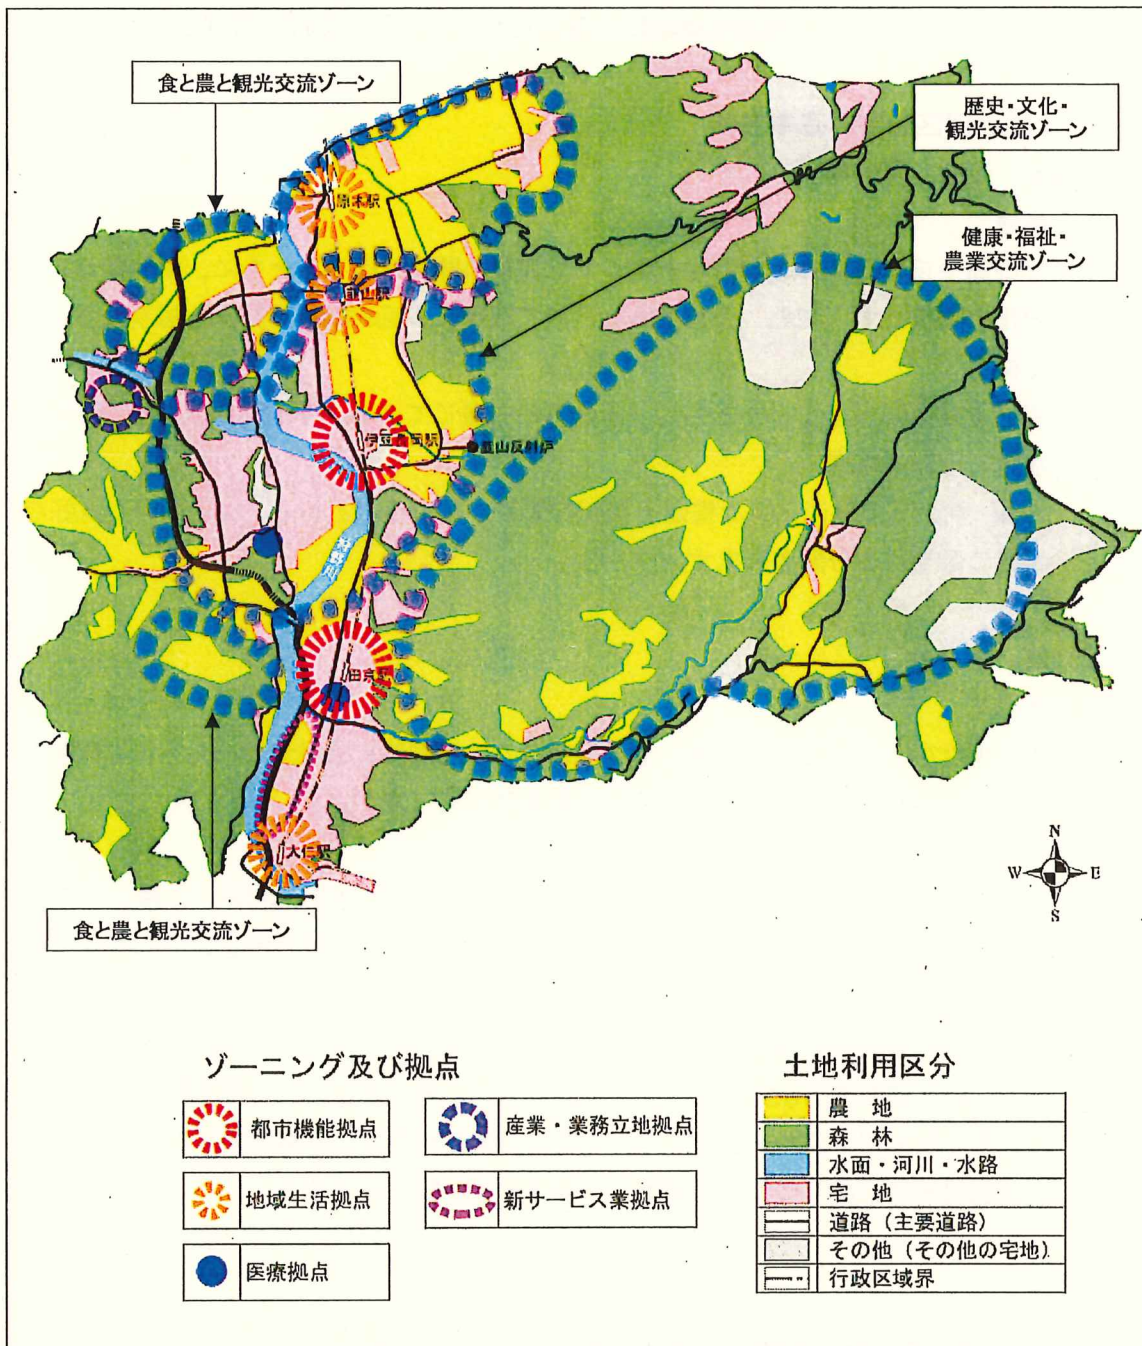 食と農と観光交流ゾーン
歴史・文化・
観光交流ゾーン
健康・福祉・
農業交流ゾーン
原木駅
韮山駅
伊豆長岡駅
韮山反射炉
狩野川
田京駅
大仁駅
食と農と観光交流ゾーン
N
W
E
S
ゾーニング及び拠点
都市機能拠点
産業・業務立地拠点
地域生活拠点
新サービス業拠点
医療拠点
土地利用区分
農 地
森 林
水面・河川・水路
宅 地
道路（主要道路）
その他（その他の宅地）
行政区域界